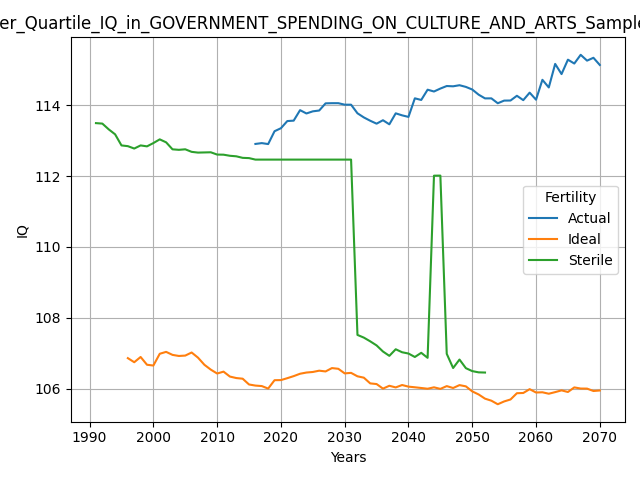 er_Quartile_IQ_in_GOVERNMENT_SPENDING_ON_CULTURE_AND_ARTS_Sample
IQ
114
112
110
108
106
Fertility
Actual
Ideal
Sterile
1990 2000 2010 2020 2030 2040 2050 2060 2070
Years